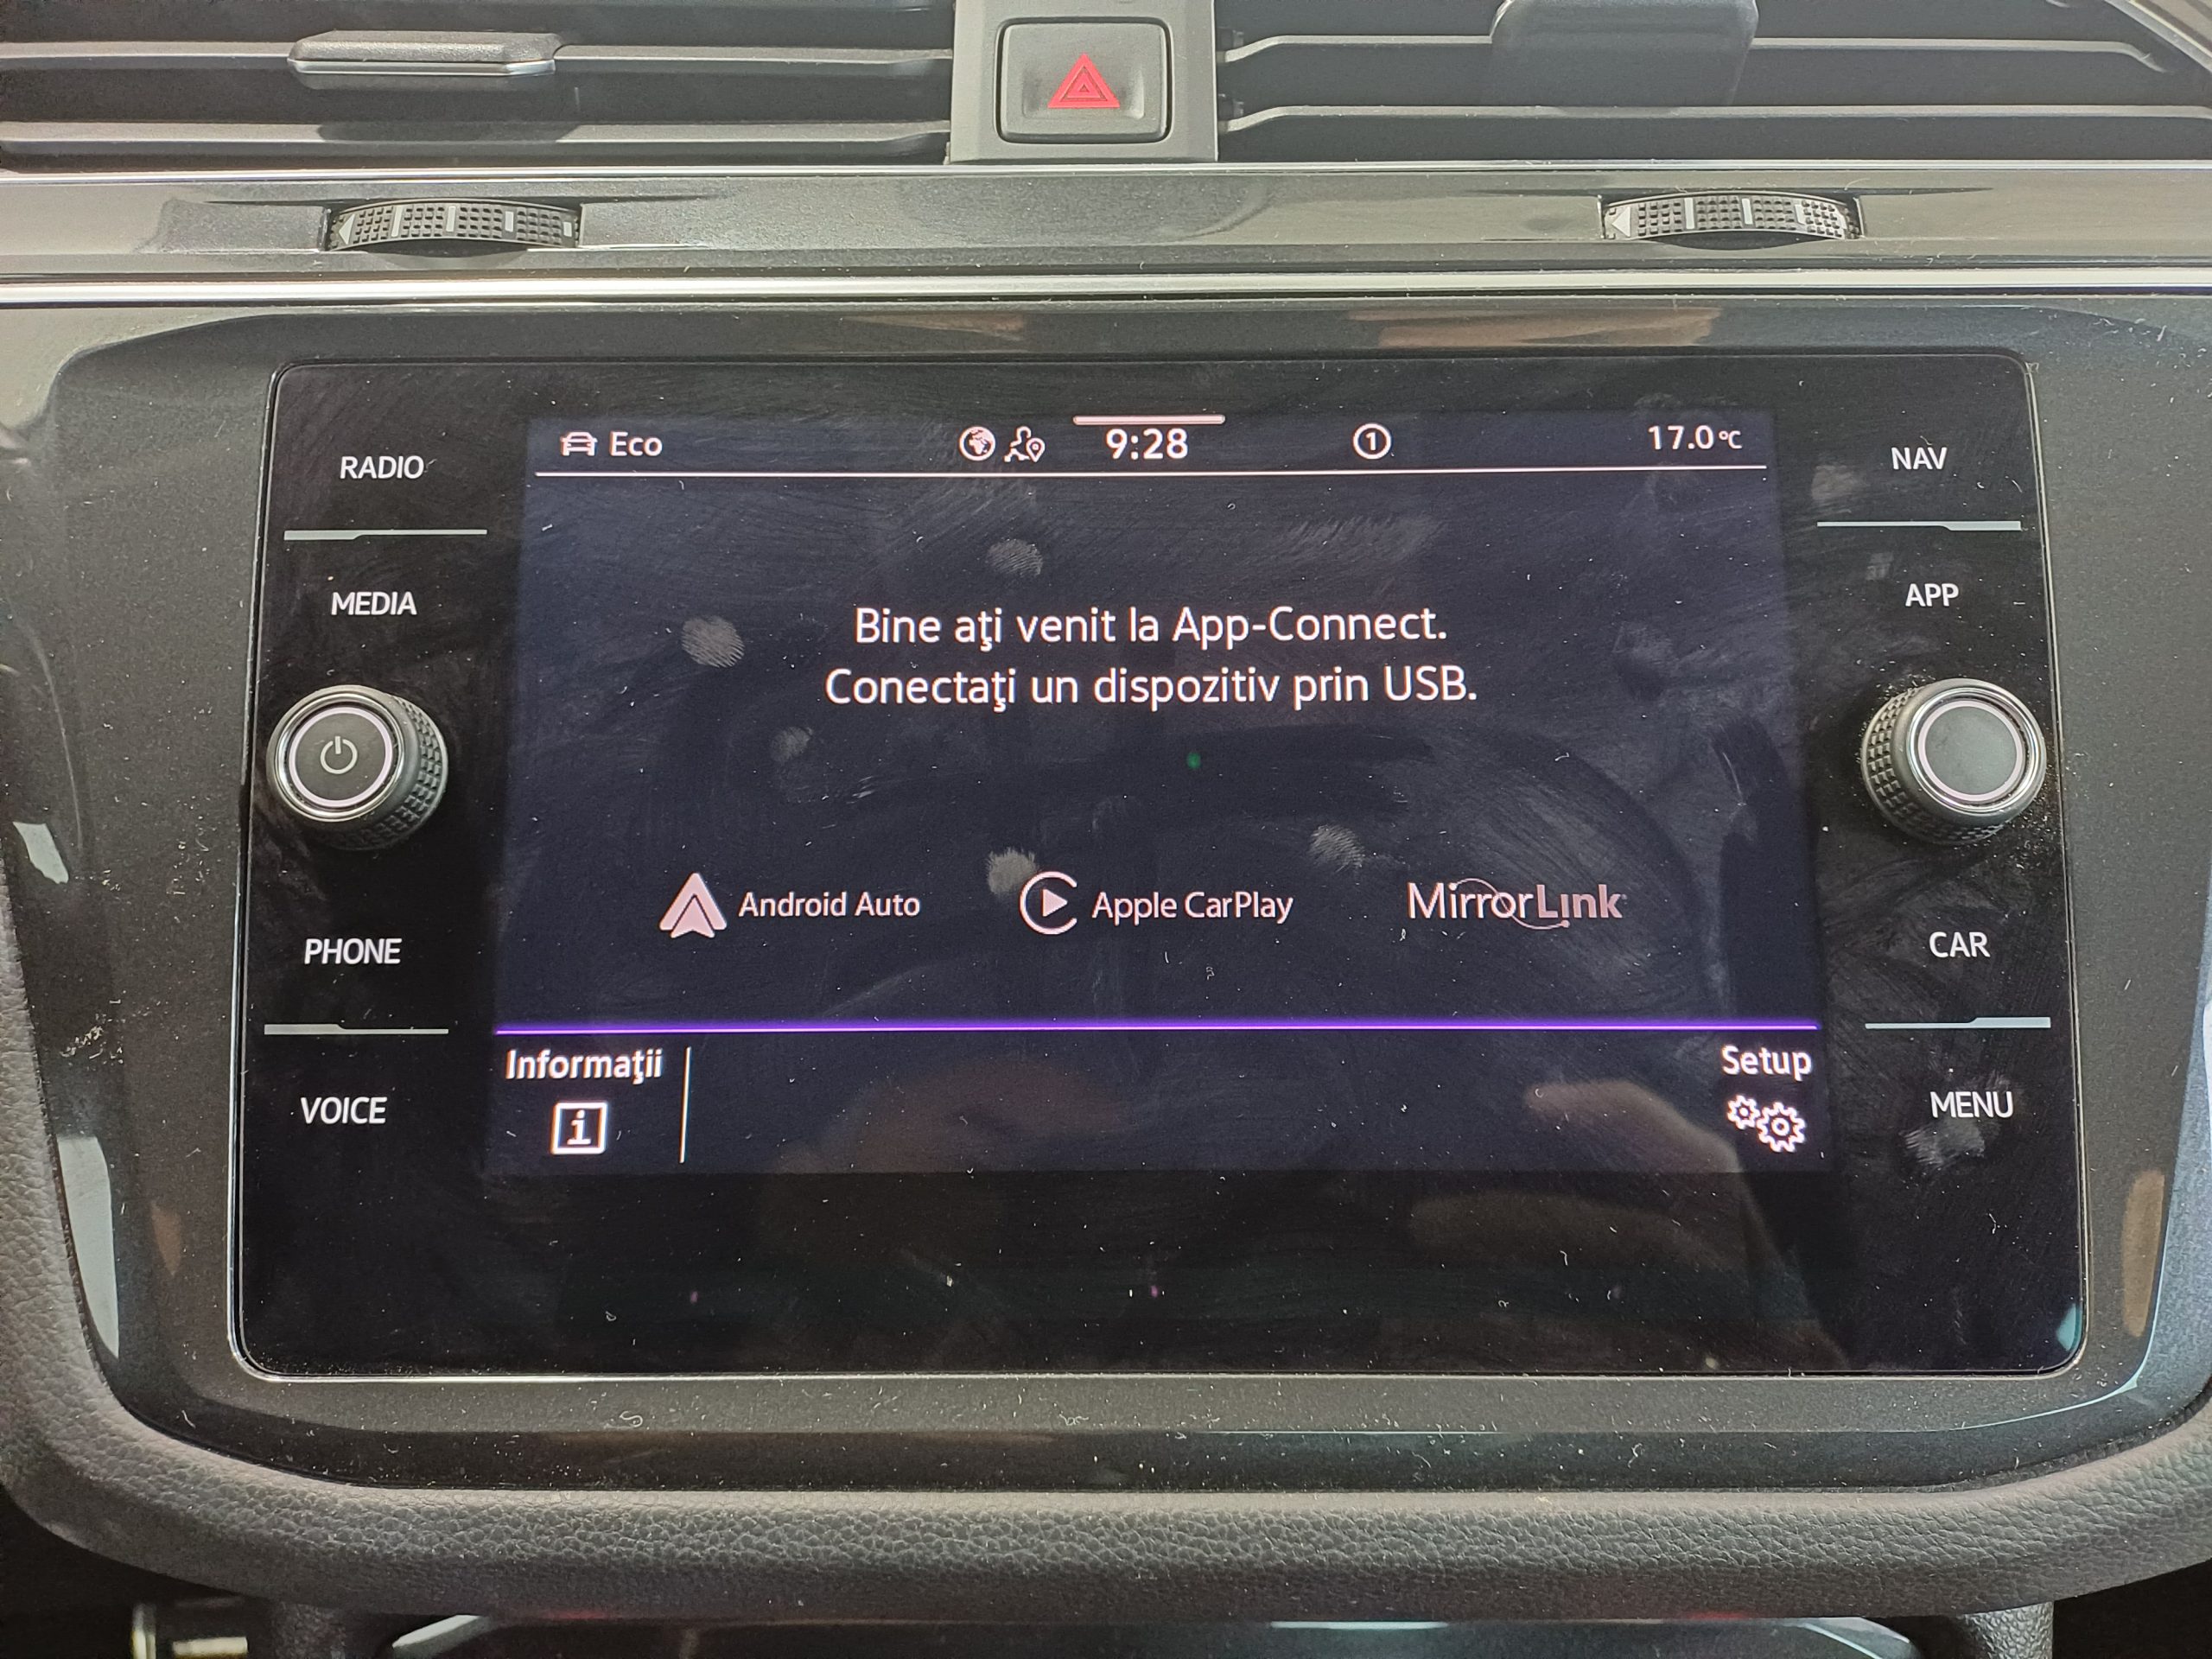 RADIO
MEDIA
PHONE
VOICE
Eco
9:28
1
17.0°C
Bine aţi venit la App-Connect.
Conectaţi un dispozitiv prin USB.
Android Auto
Apple CarPlay
MirrorLink
Informaţii
i
Setup
NAV
APP
CAR
MENU